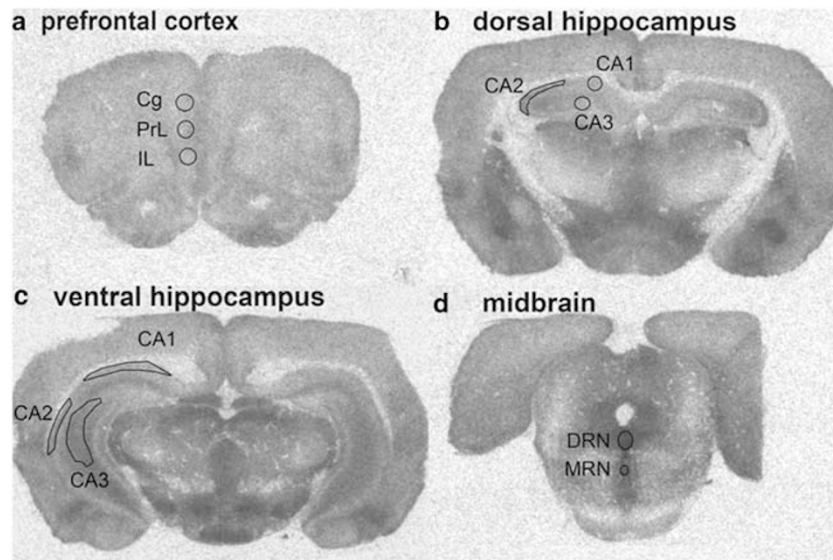 a prefrontal cortex
Cg
PrL
IL
b dorsal hippocampus
CA1
CA2
CA3
c ventral hippocampus
CA1
CA2
CA3
d midbrain
DRN
MRN